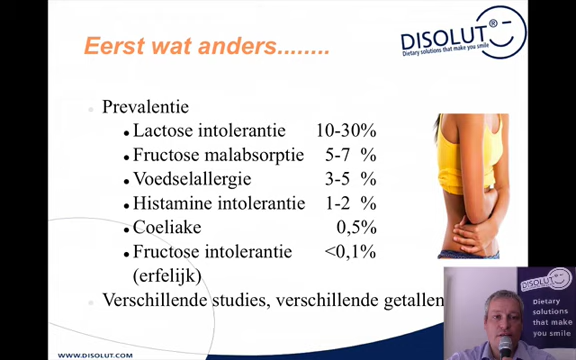 Eerst wat anders........
DISOLUT®
Dietary solutions that make you smile
Prevalentie
Lactose intolerantie 10-30%
Fructose malabsorptie 5-7 %
Voedselallergie 3-5 %
Histamine intolerantie 1-2 %
Coeliake 0,5%
Fructose intolerantie <0,1%
(erfelijk)
Verschillende studies, verschillende getallen
DISOLUT
Dietary
solutions
that make
you smile
WWW.DISOLUT.COM